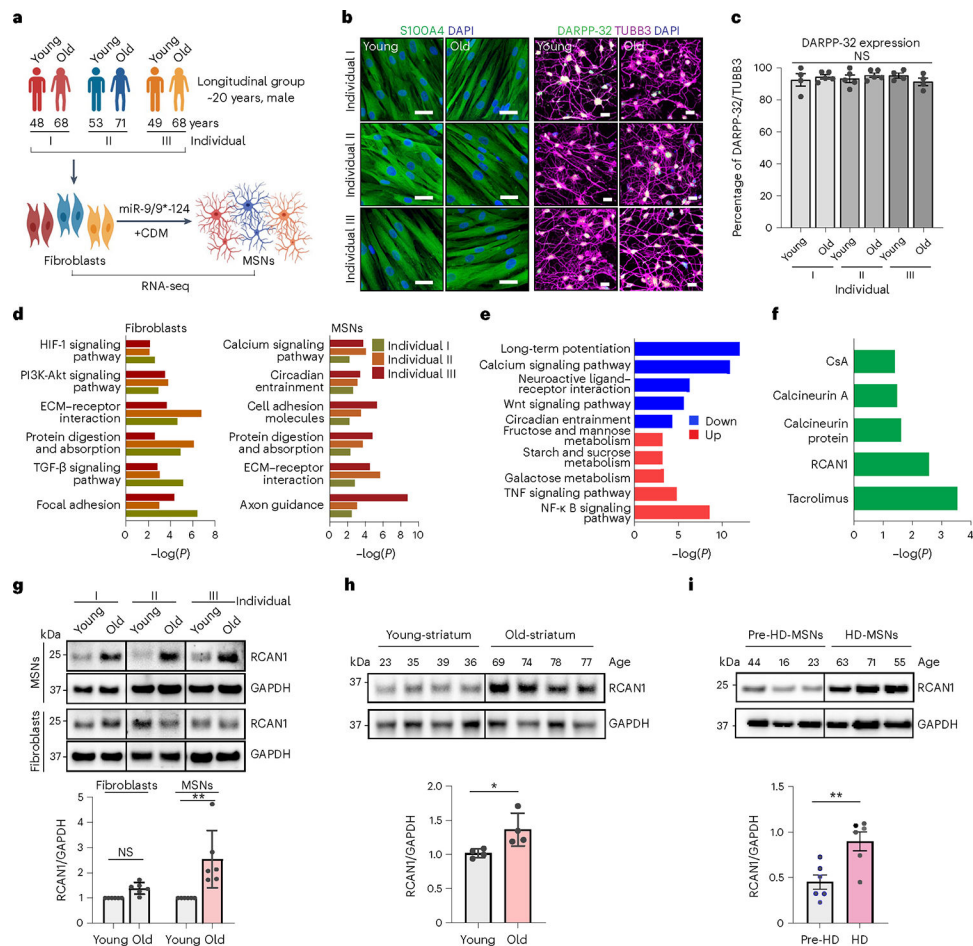 a
Young
Old
Young
Old
Young
Old
Longitudinal group
~20 years, male
48 68 53 71 49 68 years
I II III Individual
miR-9/9*-124
+CDM
Fibroblasts
MSNs
RNA-seq
b
S100A4 DAPI
DARPP-32 TUBB3 DAPI
Young Old Young Old
Individual I
Individual II
Individual III
c
DARPP-32 expression
NS
Percentage of DARPP-32/TUBB3
100
80
60
40
20
0
Young Old Young Old Young Old
I II III
Individual
d
Fibroblasts
HIF-1 signaling
pathway
PI3K-Akt signaling
pathway
ECM–receptor
interaction
Protein digestion
and absorption
TGF-β signaling
pathway
Focal adhesion
0 2 4 6 8
–log(P)
MSNs
Calcium signaling
pathway
Circadian
entrainment
Cell adhesion
molecules
Protein digestion
and absorption
ECM–receptor
interaction
Axon guidance
Individual I
Individual II
Individual III
0 2 4 6 8 10
–log(P)
e
Long-term potentiation
Calcium signaling pathway
Neuroactive ligand–
receptor interaction
Wnt signaling pathway
Circadian entrainment
Fructose and mannose
metabolism
Starch and sucrose
metabolism
Galactose metabolism
TNF signaling pathway
NF-κ B signaling
pathway
Down
Up
0 5 10
–log(P)
f
CsA
Calcineurin A
Calcineurin
protein
RCAN1
Tacrolimus
0 1 2 3 4
–log(P)
g
I II III Individual
Young Old Young Old Young Old
kDa
MSNs
25 RCAN1
37 GAPDH
Fibroblasts
25 RCAN1
37 GAPDH
Fibroblasts MSNs
NS
**
RCAN1/GAPDH
5
4
3
2
1
0
Young Old Young Old
h
Young-striatum Old-striatum
kDa 23 35 39 36 69 74 78 77 Age
37
RCAN1
37 GAPDH
*
RCAN1/GAPDH
2.0
1.5
1.0
0.5
0
Young Old
i
Pre-HD-MSNs HD-MSNs
kDa 44 16 23 63 71 55 Age
25 RCAN1
37 GAPDH
**
RCAN1/GAPDH
1.5
1.0
0.5
0
Pre-HD HD